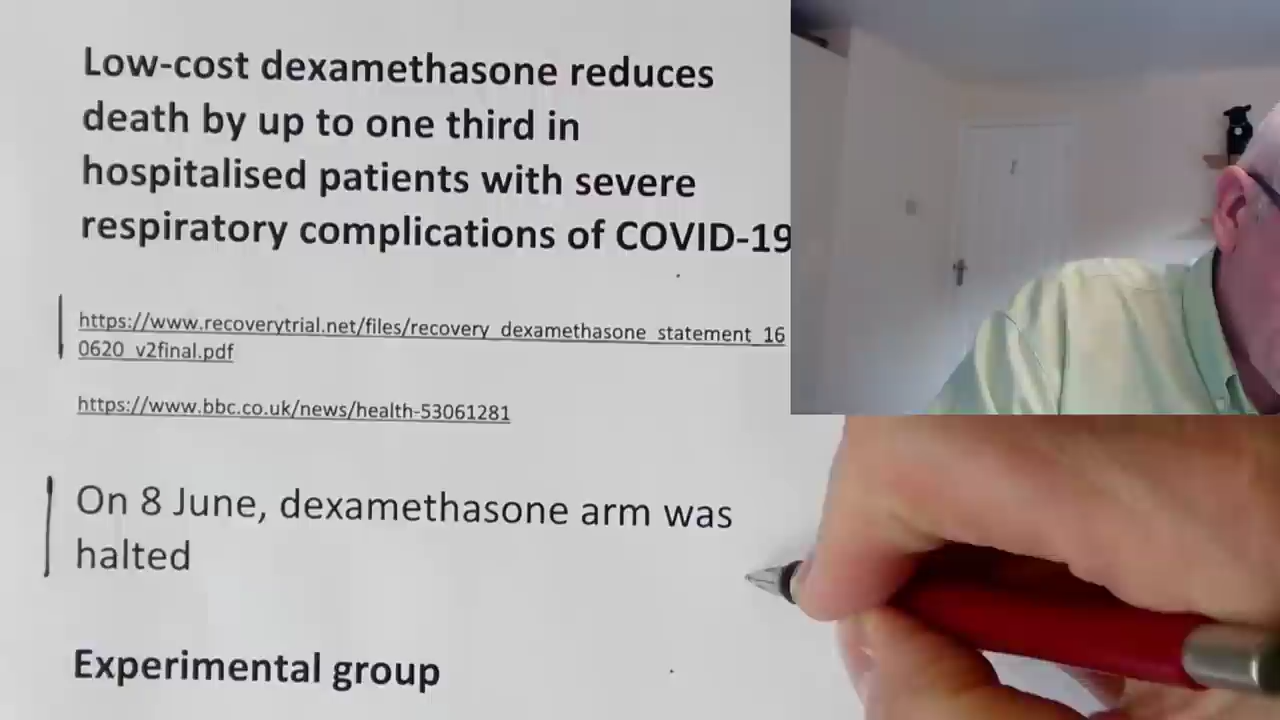 Low-cost dexamethasone reduces
death by up to one third in
hospitalised patients with severe
respiratory complications of COVID-19
https://www.recoverytrial.net/files/recovery_dexamethasone_statement_16
0620_v2final.pdf
https://www.bbc.co.uk/news/health-53061281
On 8 June, dexamethasone arm was
halted
Experimental group